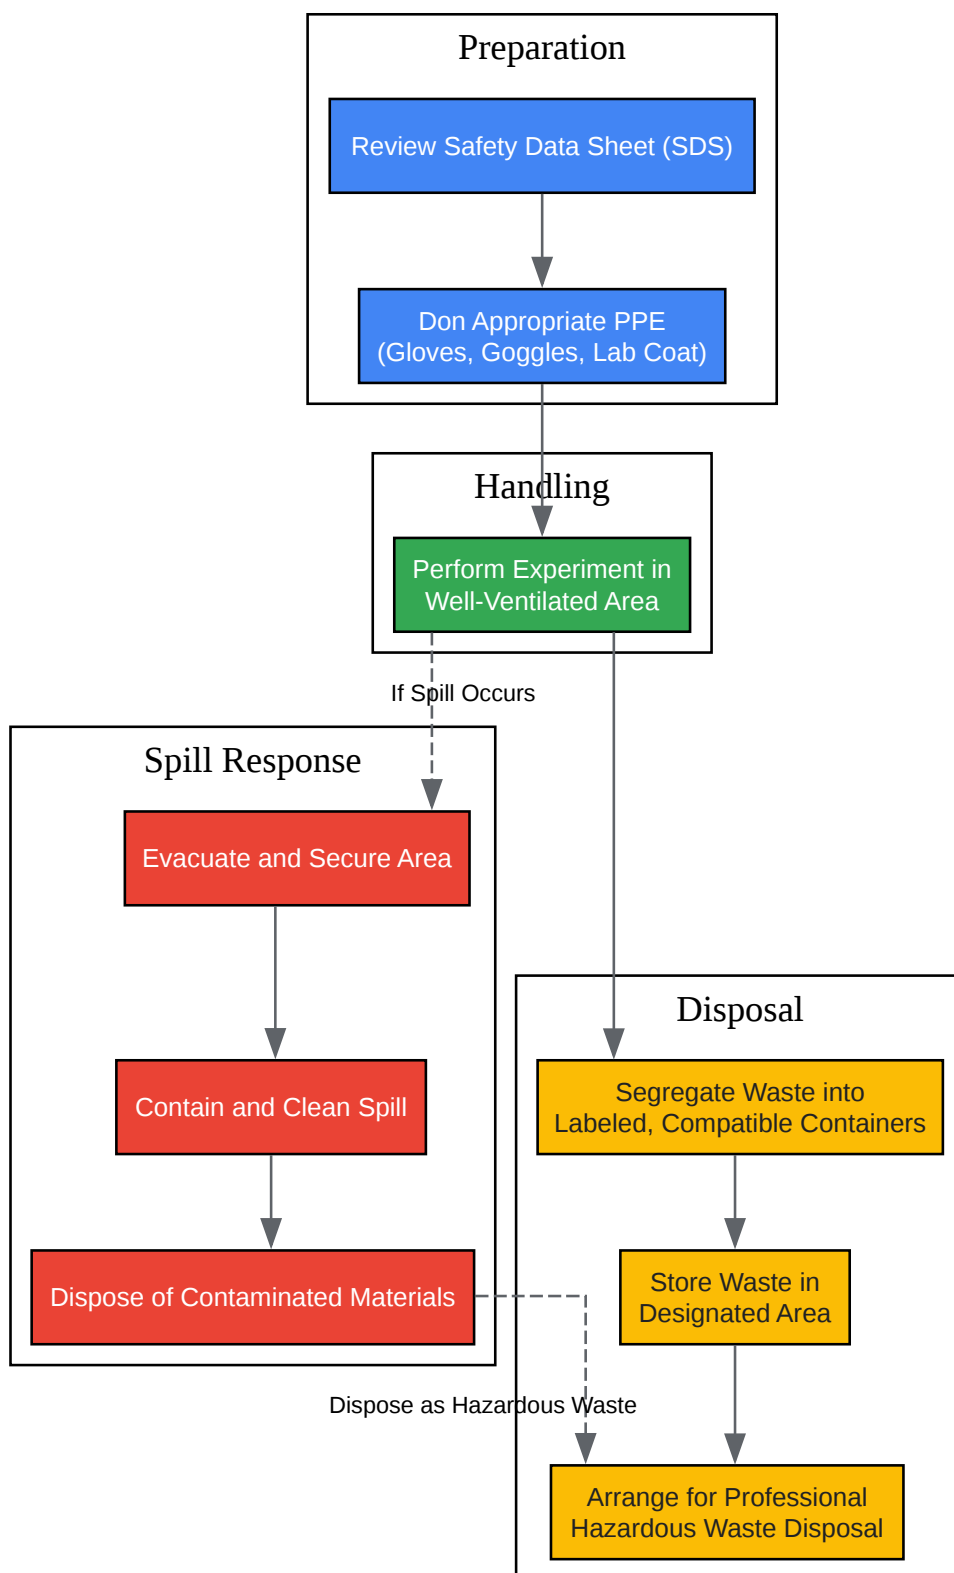 Preparation
Review Safety Data Sheet (SDS)
Don Appropriate PPE
(Gloves, Goggles, Lab Coat)
Handling
Perform Experiment in
Well-Ventilated Area
If Spill Occurs
Spill Response
Evacuate and Secure Area
Contain and Clean Spill
Dispose of Contaminated Materials
Dispose as Hazardous Waste
Disposal
Segregate Waste into
Labeled, Compatible Containers
Store Waste in
Designated Area
Arrange for Professional
Hazardous Waste Disposal